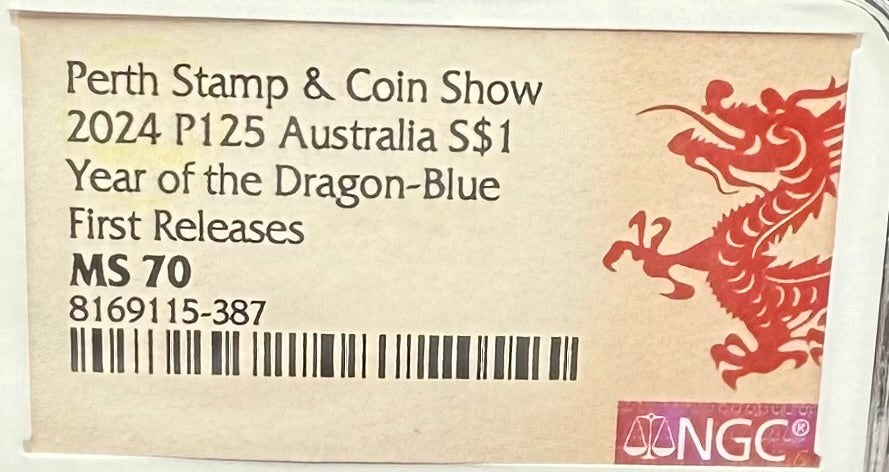 Perth Stamp & Coin Show
2024 P125 Australia S$1
Year of the Dragon-Blue
First Releases
MS 70
8169115-387
NGC®